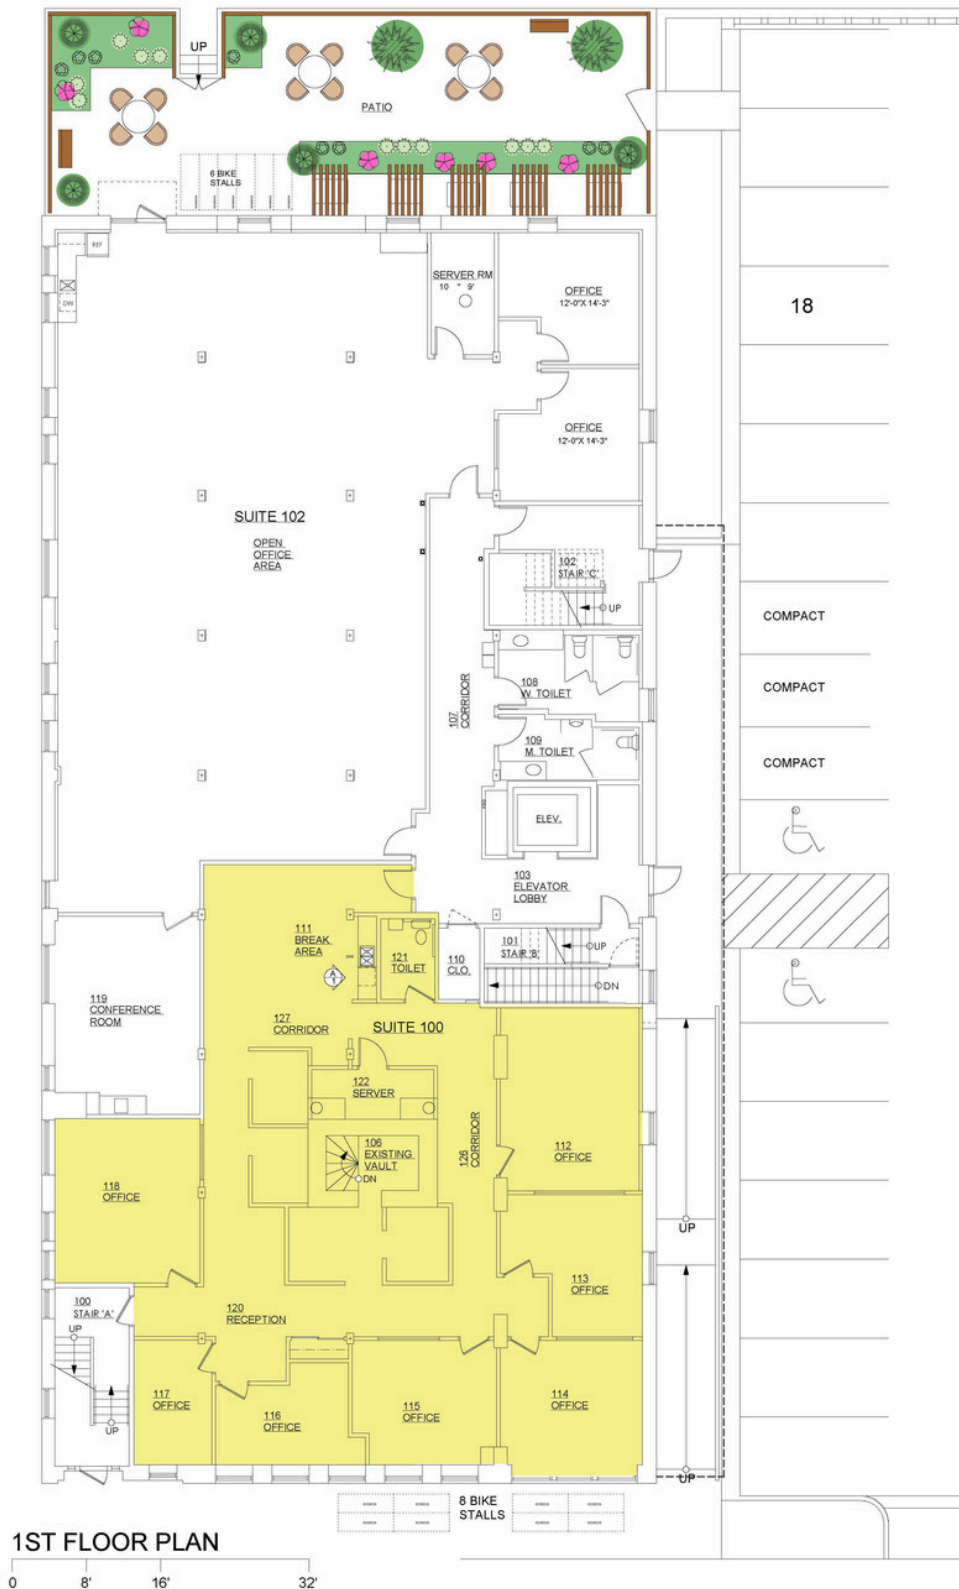 UP
PATIO
6 BIKE
STALLS
REF
DW
SERVER RM
10 " 9'
OFFICE
12'-0"X 14'-3"
18
OFFICE
12'-0"X 14'-3"
SUITE 102
OPEN
OFFICE
AREA
102
STAIR 'C'
UP
COMPACT
108
W. TOILET
COMPACT
107
CORRIDOR
109
M. TOILET
COMPACT
ELEV.
103
ELEVATOR
LOBBY
111
BREAK
AREA
101
STAIR 'B'
UP
121
TOILET
110
CLO.
DN
119
CONFERENCE
ROOM
127
CORRIDOR
SUITE 100
122
SERVER
126
CORRIDOR
106
EXISTING
VAULT
DN
112
OFFICE
118
OFFICE
UP
113
OFFICE
100
STAIR 'A'
UP
120
RECEPTION
117
OFFICE
116
OFFICE
115
OFFICE
114
OFFICE
UP
UP
8 BIKE
STALLS
1ST FLOOR PLAN
0 8' 16' 32'